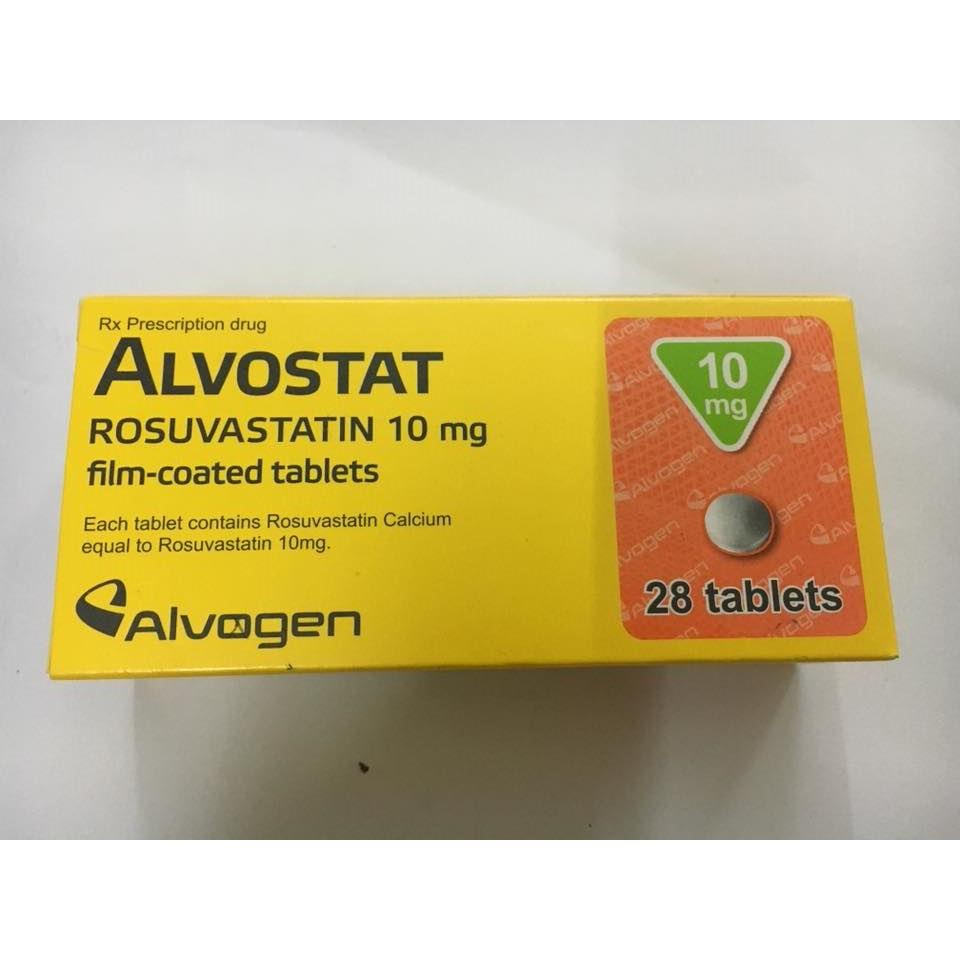 Rx Prescription drug
ALVOSTAT
ROSUVASTATIN 10 mg
film-coated tablets
Each tablet contains Rosuvastatin Calcium
equal to Rosuvastatin 10mg.
Alvogen
10
mg
28 tablets